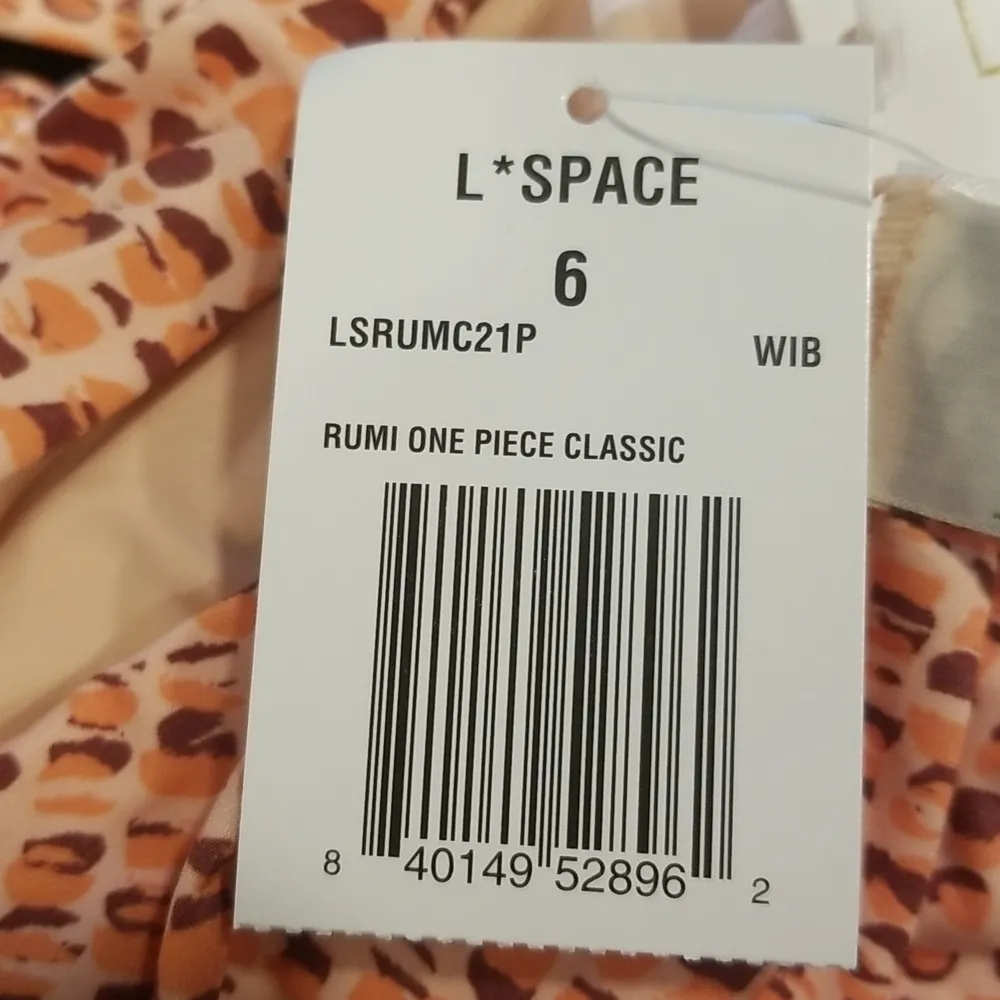 L*SPACE
6
LSRUMC21P WIB
RUMI ONE PIECE CLASSIC
8 40149 52896 2